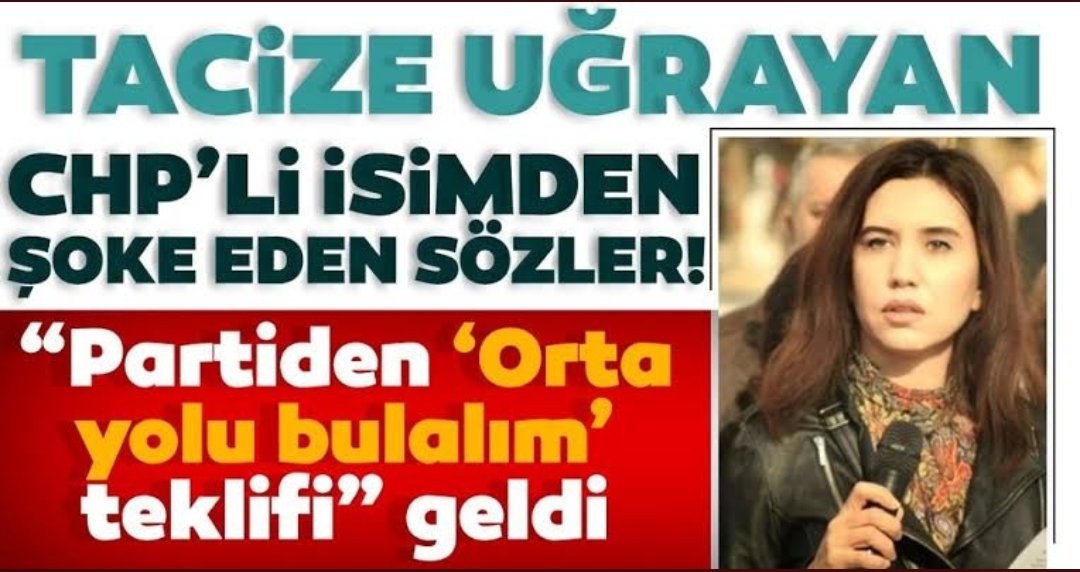 TACİZE UĞRAYAN
CHP'Lİ İSİMDEN
ŞOKE EDEN SÖZLER!
“Partiden ‘Orta
yolu bulalım’
teklifi” geldi